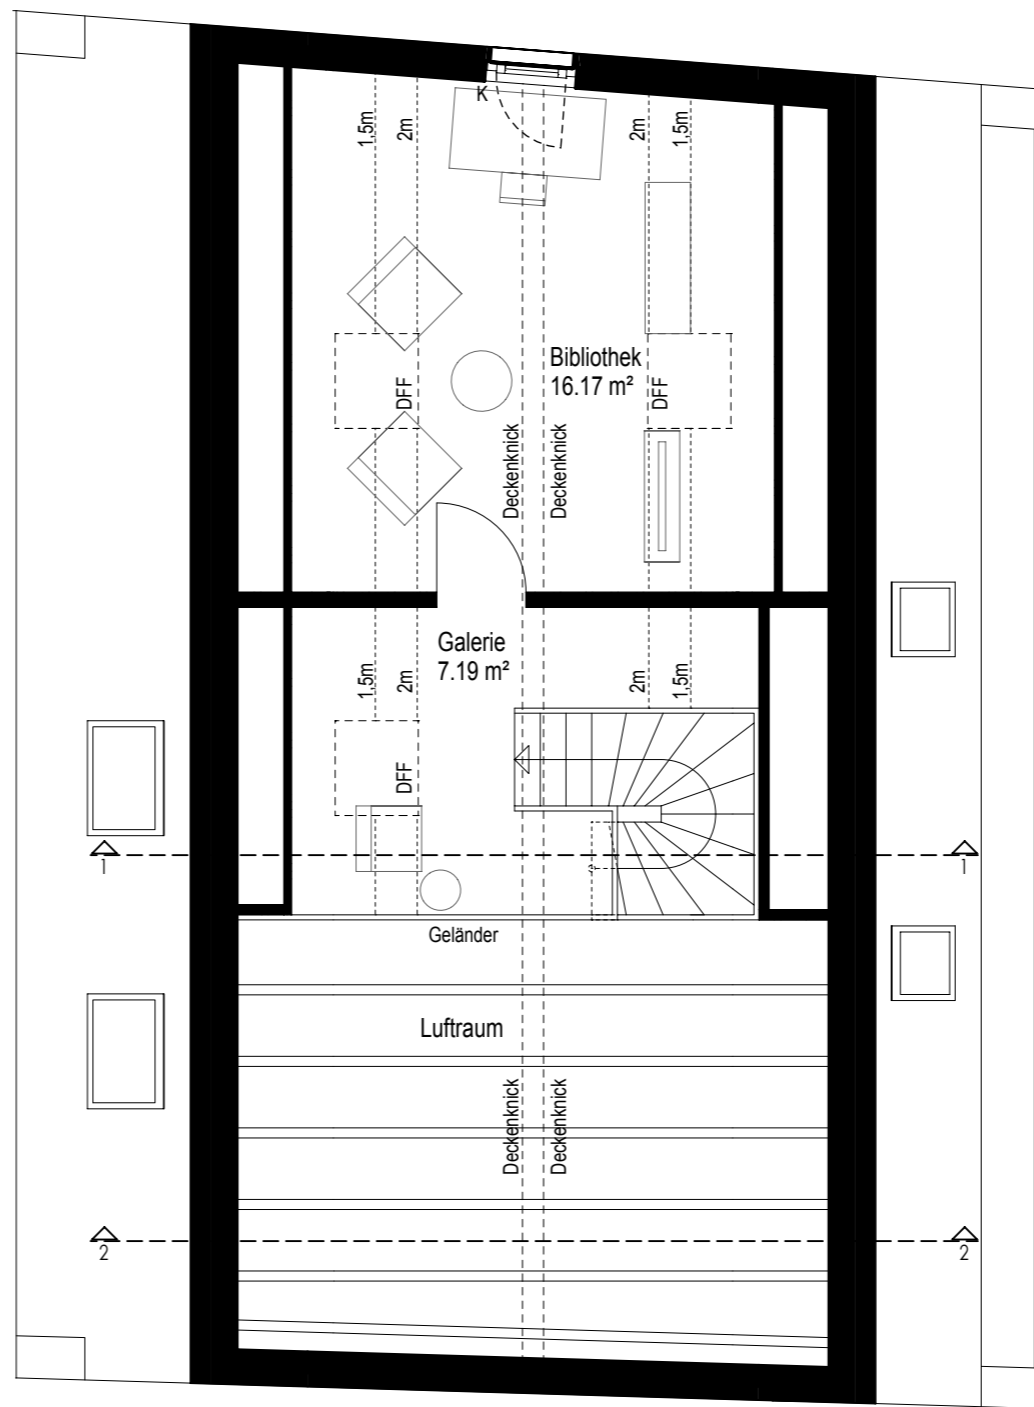 K
1,5m
2m
2m
1,5m
Bibliothek
16.17 m²
DFF
DFF
Deckenknick
Deckenknick
Galerie
7.19 m²
1,5m
2m
2m
1,5m
DFF
1
1
Geländer
Luftraum
Deckenknick
Deckenknick
2
2